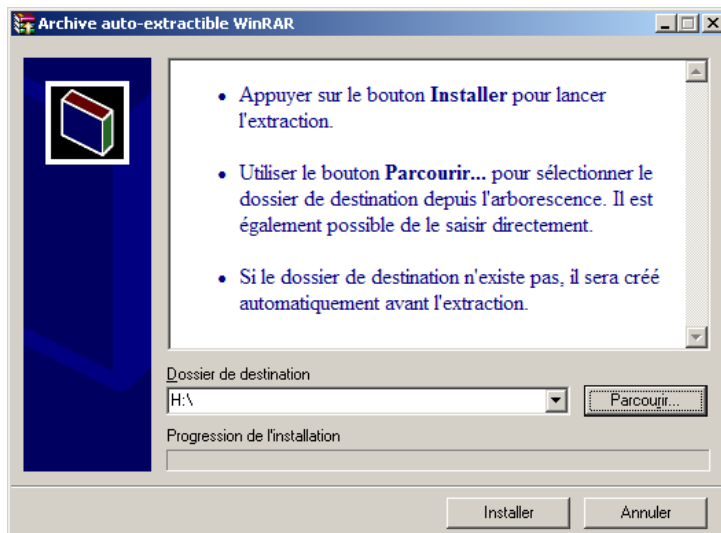 Archive auto-extractible WinRAR
• Appuyer sur le bouton Installer pour lancer
l'extraction.
• Utiliser le bouton Parcourir... pour sélectionner le
dossier de destination depuis l'arborescence. Il est
également possible de le saisir directement.
• Si le dossier de destination n'existe pas, il sera créé
automatiquement avant l'extraction.
Dossier de destination
H:\
Parcourir...
Progression de l'installation
Installer
Annuler